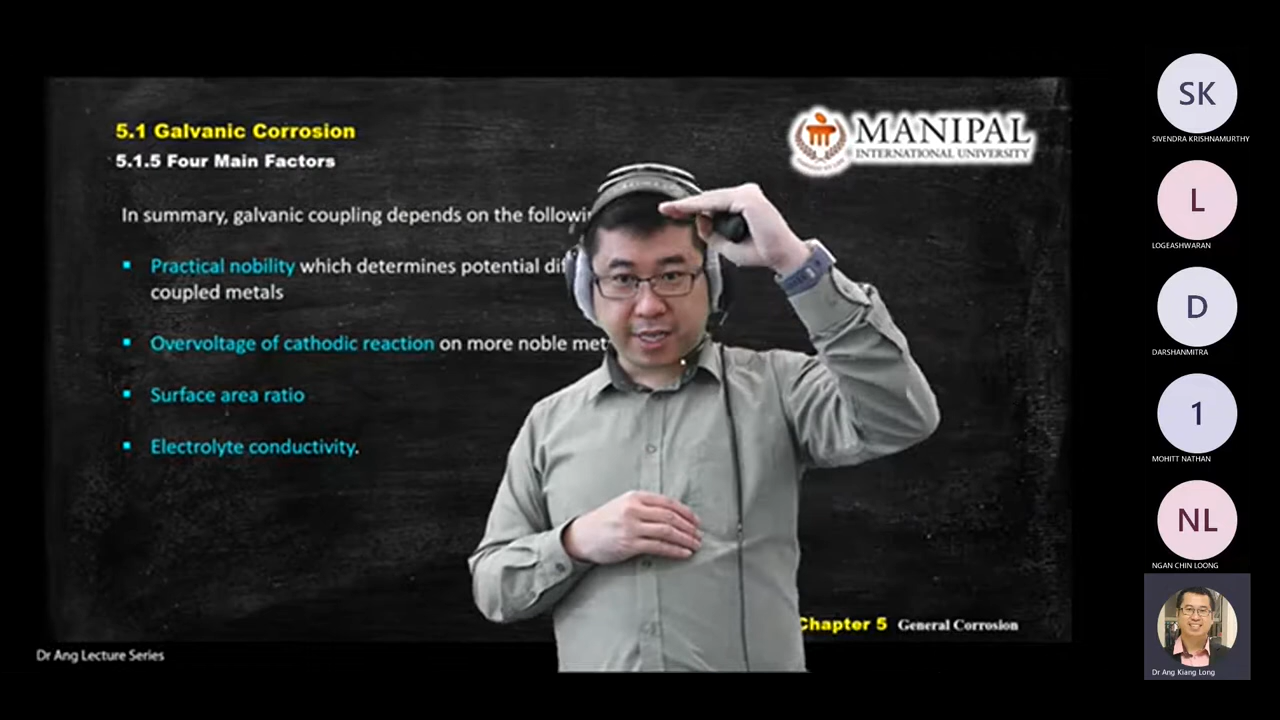 5.1 Galvanic Corrosion
5.1.5 Four Main Factors
MANIPAL
INTERNATIONAL UNIVERSITY
In summary, galvanic coupling depends on the
▪ Practical nobility which determines potential
coupled metals
▪ Overvoltage of cathodic reaction on more noble
▪ Surface area ratio
▪ Electrolyte conductivity.
Chapter 5 General Corrosion
Dr Ang Lecture Series
SK
SIVENDRA KRISHNAMURTHY
L
LOGEASHWARAN
D
DARSHANMITRA
1
MOHITT NATHAN
NL
NGAN CHIN LOONG
Dr Ang Kiang Long